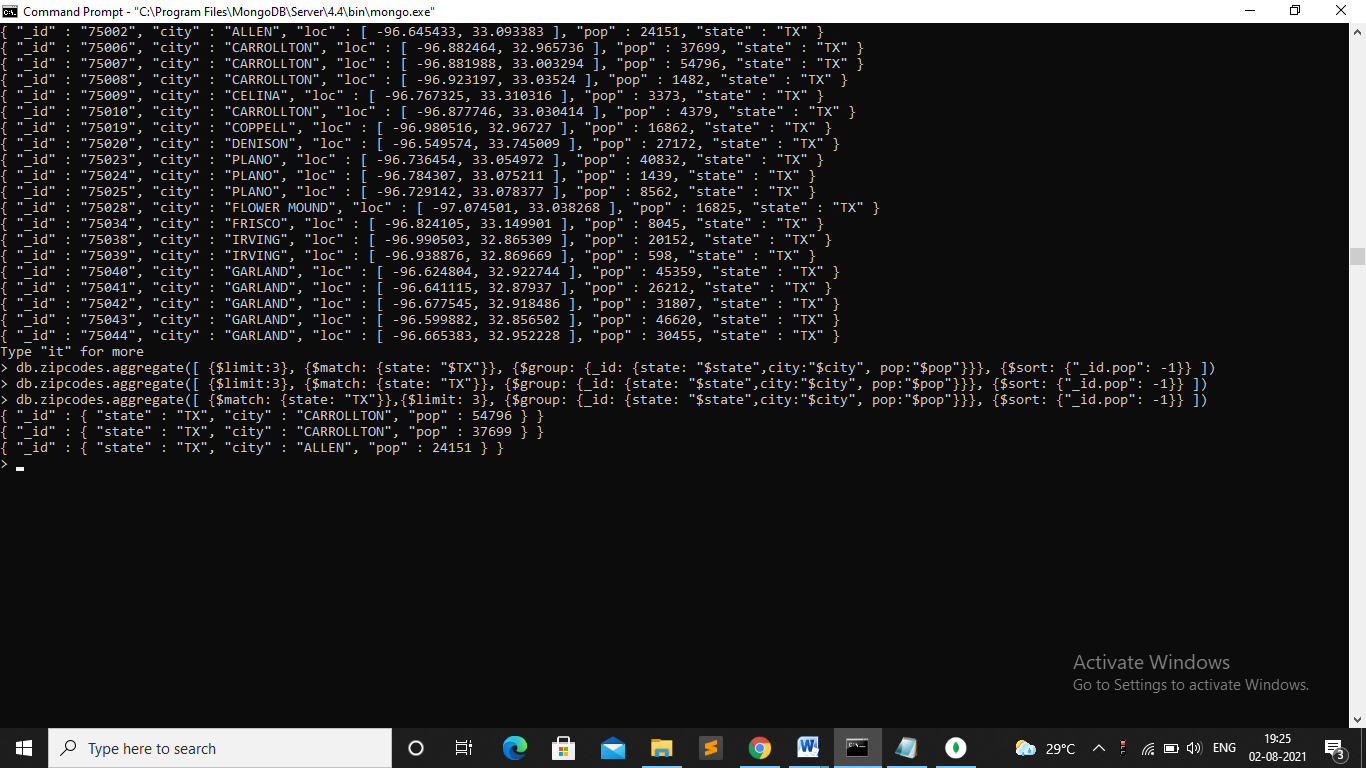 Command Prompt - "C:\Program Files\MongoDB\Server\4.4\bin\mongo.exe"
{ "_id" : "75002", "city" : "ALLEN", "loc" : [ -96.645433, 33.093383 ], "pop" : 24151, "state" : "TX" }
{ "_id" : "75006", "city" : "CARROLLTON", "loc" : [ -96.882464, 32.965736 ], "pop" : 37699, "state" : "TX" }
{ "_id" : "75007", "city" : "CARROLLTON", "loc" : [ -96.881988, 33.003294 ], "pop" : 54796, "state" : "TX" }
{ "_id" : "75008", "city" : "CARROLLTON", "loc" : [ -96.923197, 33.03524 ], "pop" : 1482, "state" : "TX" }
{ "_id" : "75009", "city" : "CELINA", "loc" : [ -96.767325, 33.310316 ], "pop" : 3373, "state" : "TX" }
{ "_id" : "75010", "city" : "CARROLLTON", "loc" : [ -96.877746, 33.030414 ], "pop" : 4379, "state" : "TX" }
{ "_id" : "75019", "city" : "COPPELL", "loc" : [ -96.980516, 32.96727 ], "pop" : 16862, "state" : "TX" }
{ "_id" : "75020", "city" : "DENISON", "loc" : [ -96.549574, 33.745009 ], "pop" : 27172, "state" : "TX" }
{ "_id" : "75023", "city" : "PLANO", "loc" : [ -96.736454, 33.054972 ], "pop" : 40832, "state" : "TX" }
{ "_id" : "75024", "city" : "PLANO", "loc" : [ -96.784307, 33.075211 ], "pop" : 1439, "state" : "TX" }
{ "_id" : "75025", "city" : "PLANO", "loc" : [ -96.729142, 33.078377 ], "pop" : 8562, "state" : "TX" }
{ "_id" : "75028", "city" : "FLOWER MOUND", "loc" : [ -97.074501, 33.038268 ], "pop" : 16825, "state" : "TX" }
{ "_id" : "75034", "city" : "FRISCO", "loc" : [ -96.824105, 33.149901 ], "pop" : 8045, "state" : "TX" }
{ "_id" : "75038", "city" : "IRVING", "loc" : [ -96.990503, 32.865309 ], "pop" : 20152, "state" : "TX" }
{ "_id" : "75039", "city" : "IRVING", "loc" : [ -96.938876, 32.869669 ], "pop" : 598, "state" : "TX" }
{ "_id" : "75040", "city" : "GARLAND", "loc" : [ -96.624804, 32.922744 ], "pop" : 45359, "state" : "TX" }
{ "_id" : "75041", "city" : "GARLAND", "loc" : [ -96.641115, 32.87937 ], "pop" : 26212, "state" : "TX" }
{ "_id" : "75042", "city" : "GARLAND", "loc" : [ -96.677545, 32.918486 ], "pop" : 31807, "state" : "TX" }
{ "_id" : "75043", "city" : "GARLAND", "loc" : [ -96.599882, 32.856502 ], "pop" : 46620, "state" : "TX" }
{ "_id" : "75044", "city" : "GARLAND", "loc" : [ -96.665383, 32.952228 ], "pop" : 30455, "state" : "TX" }
Type "it" for more
> db.zipcodes.aggregate([ {$limit:3}, {$match: {state: "$TX"}}, {$group: {_id: {state: "$state",city:"$city", pop:"$pop"}}}, {$sort: {"_id.pop": -1}} ])
> db.zipcodes.aggregate([ {$limit:3}, {$match: {state: "TX"}}, {$group: {_id: {state: "$state",city:"$city", pop:"$pop"}}}, {$sort: {"_id.pop": -1}} ])
> db.zipcodes.aggregate([ {$match: {state: "TX"}},{$limit: 3}, {$group: {_id: {state: "$state",city:"$city", pop:"$pop"}}}, {$sort: {"_id.pop": -1}} ])
{ "_id" : { "state" : "TX", "city" : "CARROLLTON", "pop" : 54796 } }
{ "_id" : { "state" : "TX", "city" : "CARROLLTON", "pop" : 37699 } }
{ "_id" : { "state" : "TX", "city" : "ALLEN", "pop" : 24151 } }
>
Activate Windows
Go to Settings to activate Windows.
Type here to search
29°C
ENG
19:25
02-08-2021
3